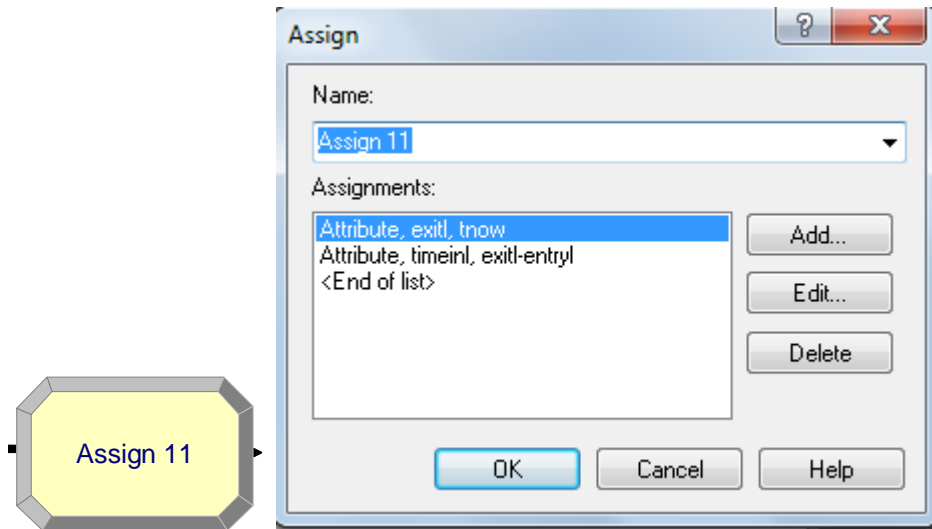 Assign
Name:
Assign 11
Assignments:
Attribute, exitl, tnow
Attribute, timeinl, exitl-entryl
<End of list>
Add...
Edit...
Delete
OK
Cancel
Help
Assign 11